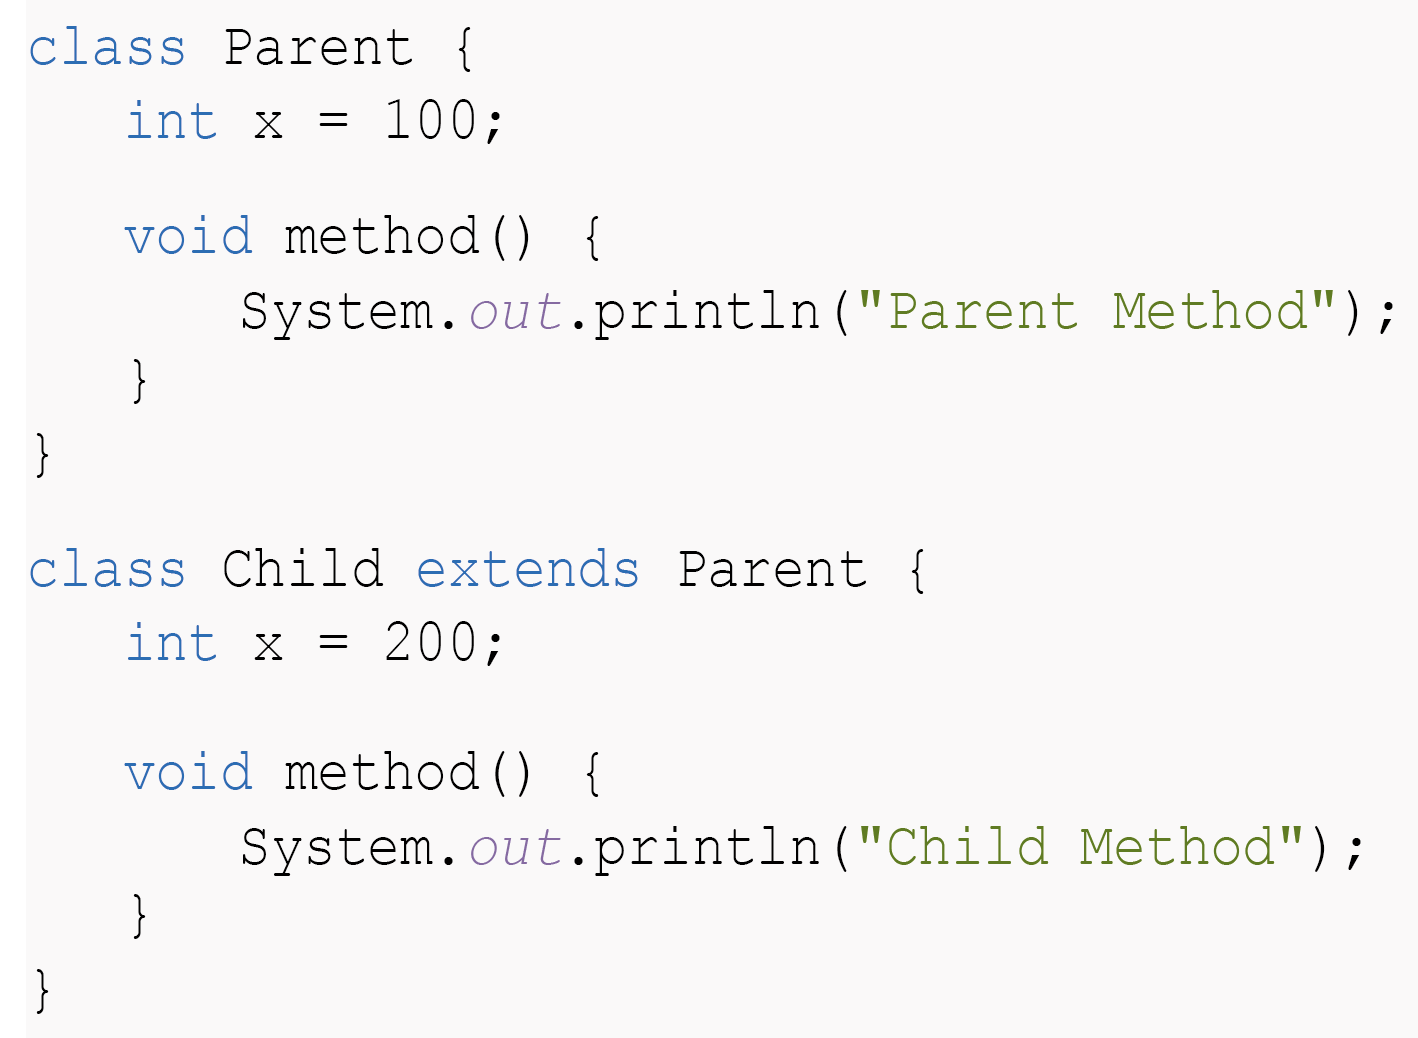 class Parent {
   int x = 100;
   void method() {
      System.out.println("Parent Method");
   }
}
class Child extends Parent {
   int x = 200;
   void method() {
      System.out.println("Child Method");
   }
}